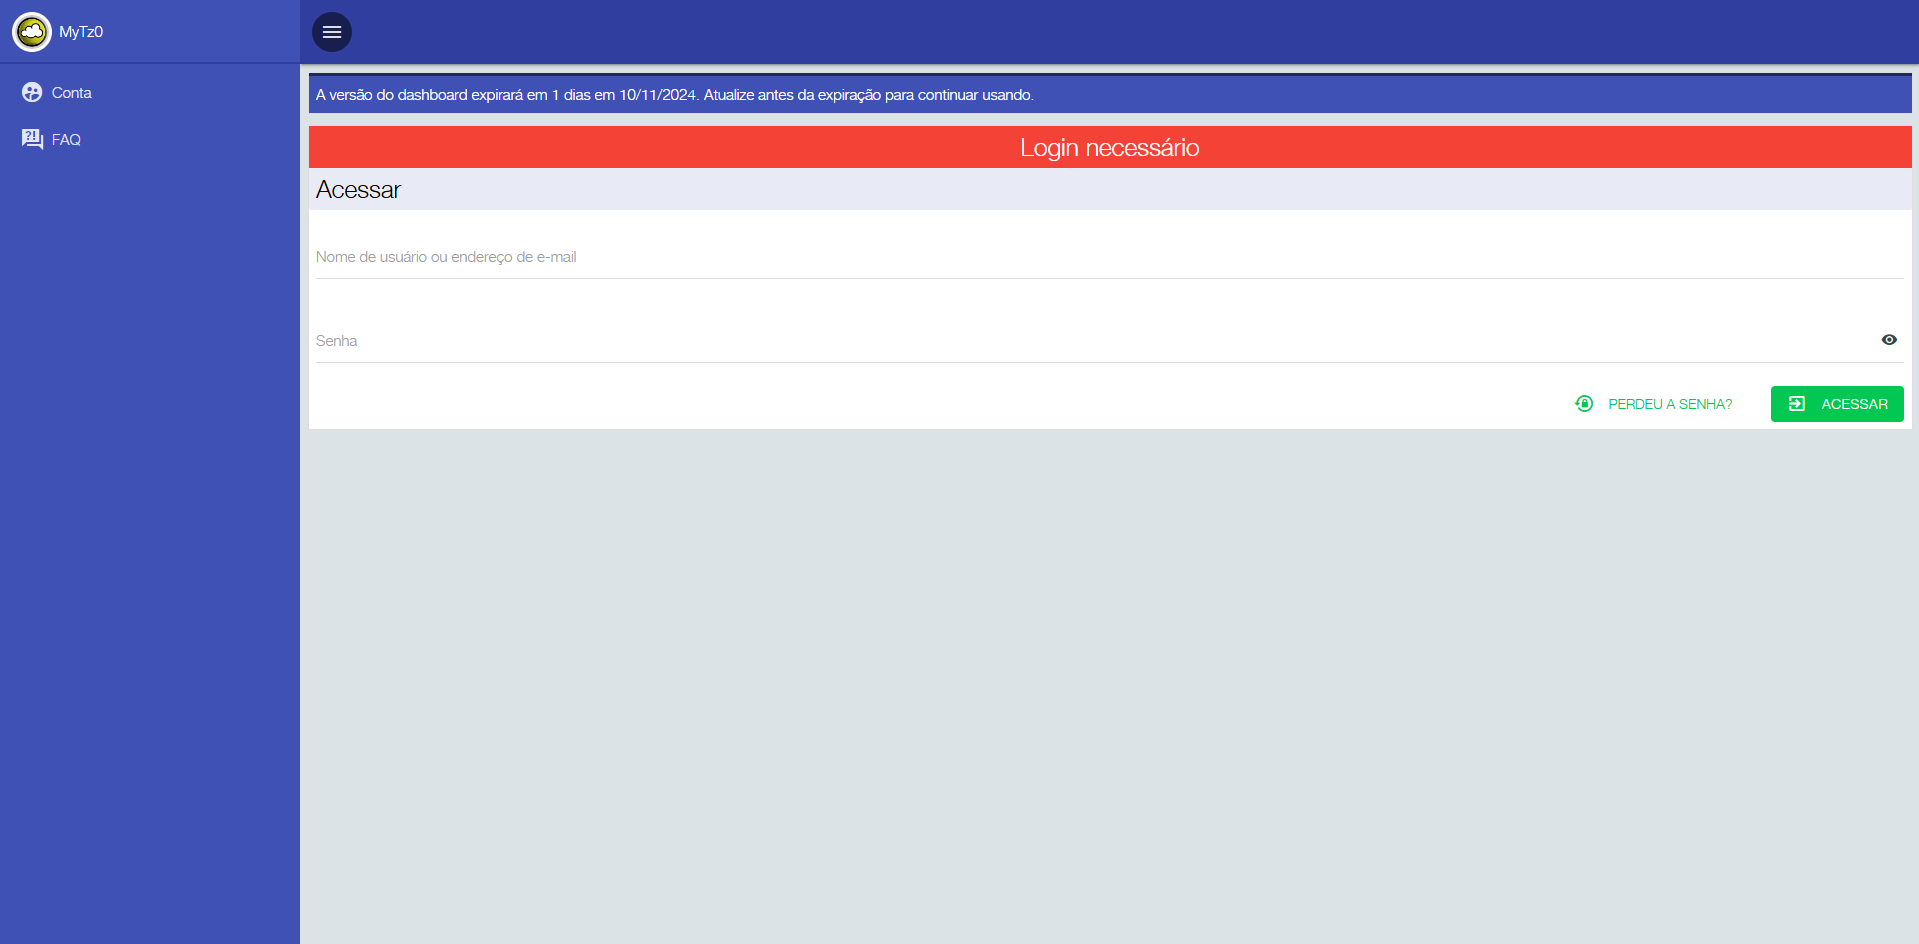 MyTz0
Conta
FAQ
A versão do dashboard expirará em 1 dias em 10/11/2024. Atualize antes da expiração para continuar usando.
Login necessário
Acessar
Nome de usuário ou endereço de e-mail
Senha
PERDEU A SENHA?
ACESSAR